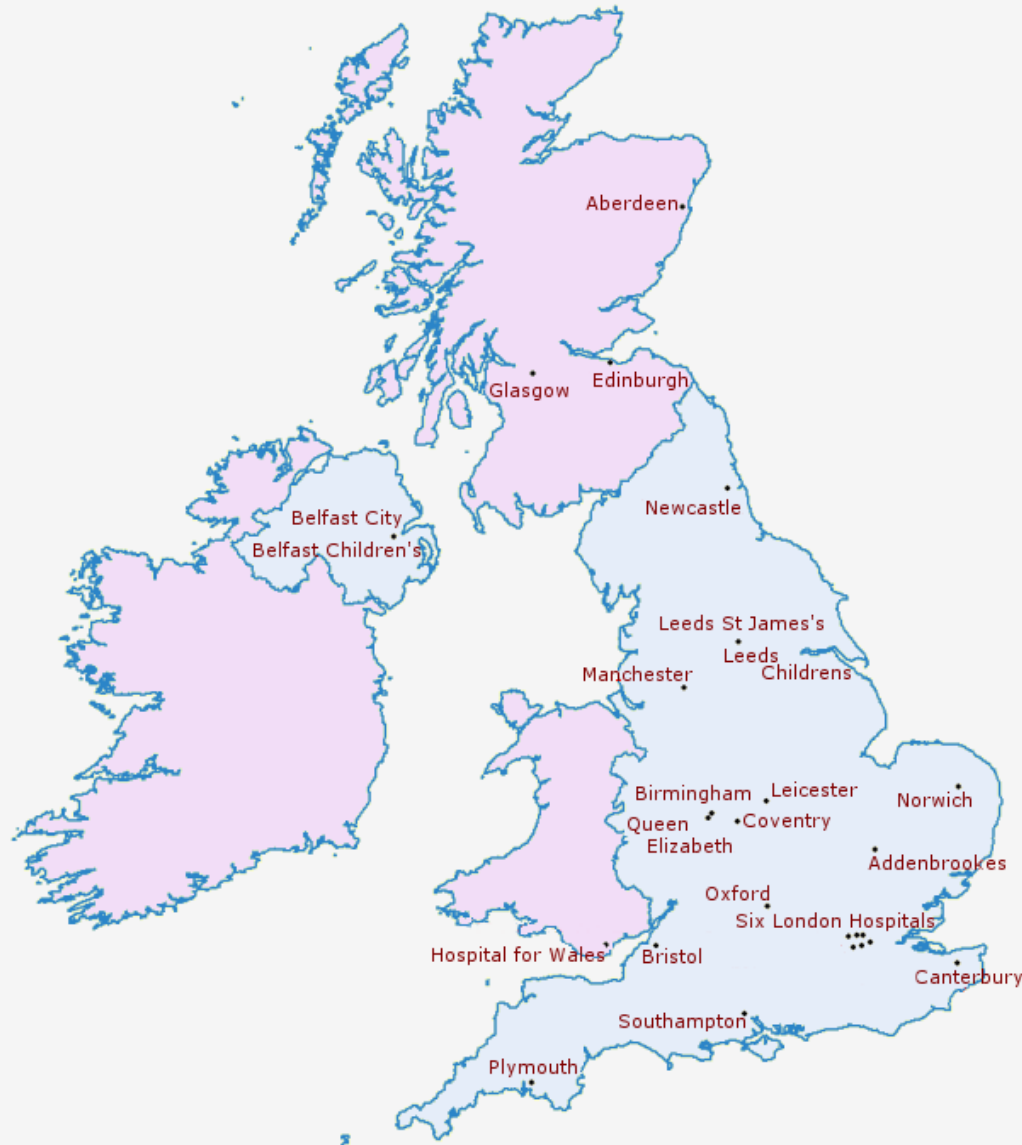 Aberdeen
Glasgow
Edinburgh
Newcastle
Belfast City
Belfast Children's
Leeds St James's
Leeds
Childrens
Manchester
Birmingham
Leicester
Norwich
Queen
Elizabeth
Coventry
Addenbrookes
Oxford
Six London Hospitals
Hospital for Wales
Bristol
Canterbury
Southampton
Plymouth